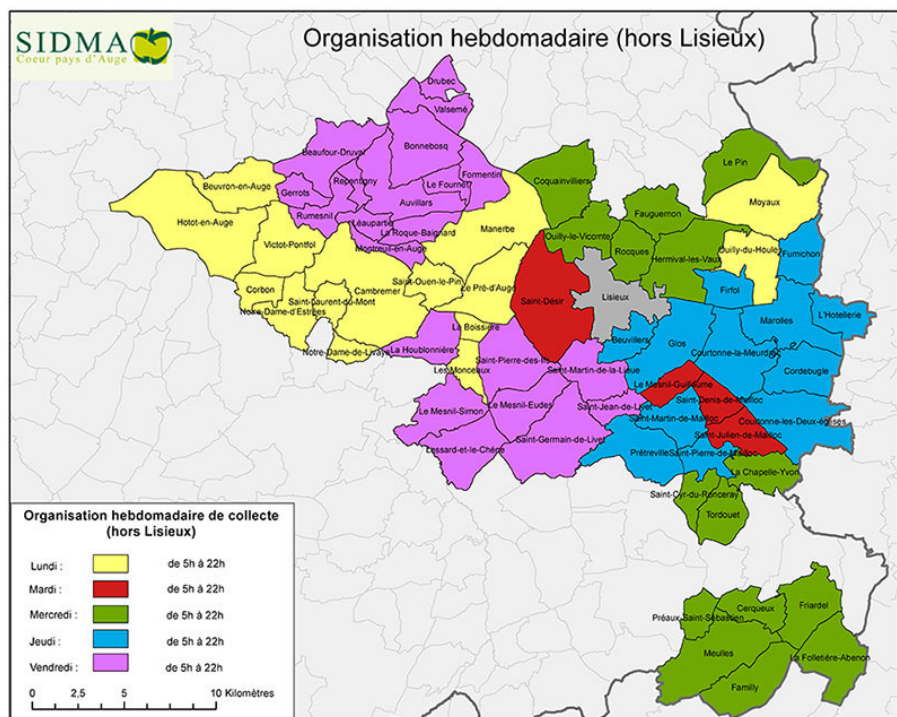 SIDMA
Coeur pays d'Auge
Organisation hebdomadaire (hors Lisieux)
Drubec
Valsemé
Bonnebosq
Beaufour-Druval
Le Pin
Formentin
Repentigny
Le Fournet
Coquainvilliers
Beuvron-en-Auge
Gerrots
Auvillars
Moyaux
Rumesnil
Léaupartie
Fauguernon
Hotot-en-Auge
La Roque-Baignard
Manerbe
Ouilly-le-Vicomte
Victot-Pontfol
Montreuil-en-Auge
Rocques
Ouilly-du-Houley
Hermival-les-Vaux
Fumichon
Saint-Ouen-le-Pin
Le Pré-d'Auge
Corbon
Cambremer
Firfol
Saint-Laurent-du-Mont
Saint-Désir
Lisieux
Notre-Dame-d'Estrées
L'Hotellerie
Marolles
La Boissière
Beuvillers
Glos
Notre-Dame-de-Livaye
La Houblonnière
Courtonne-la-Meurdrac
Saint-Pierre-des-Ifs
Saint-Martin-de-la-Lieue
Cordebugle
Les Monceaux
Le Mesnil-Guillaume
Saint-Denis-de-Mailloc
Le Mesnil-Simon
Le Mesnil-Eudes
Saint-Jean-de-Livet
Saint-Martin-de-Mailloc
Courtonne-les-Deux-églises
Saint-Julien-de-Mailloc
Saint-Germain-de-Livet
Lessard-et-le-Chêne
Prêtreville
Saint-Pierre-de-Mailloc
La Chapelle-Yvon
Saint-Cyr-du-Ronceray
Tordouet
Préaux-Saint-Sébastien
Cerqueux
Friardel
Meulles
La Folletière-Abenon
Familly
Organisation hebdomadaire de collecte
(hors Lisieux)
Lundi : de 5h à 22h
Mardi : de 5h à 22h
Mercredi : de 5h à 22h
Jeudi : de 5h à 22h
Vendredi : de 5h à 22h
0 2,5 5 10 Kilomètres